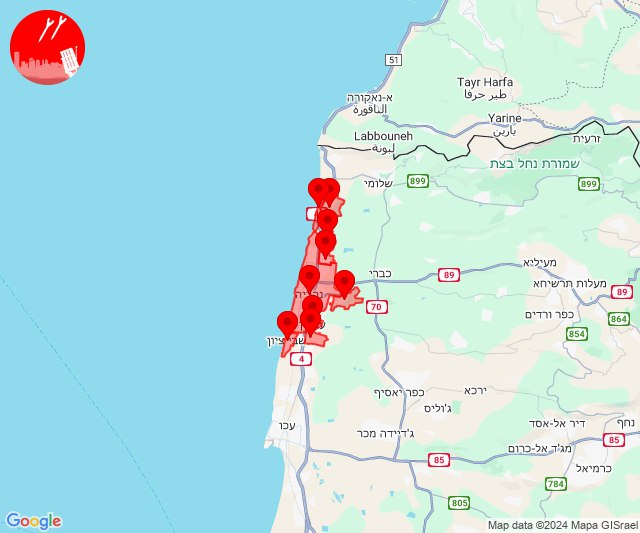 51
Tayr Harfa
طير حرفا
א-נאקורה
الناقورة
Yarine
يارين
Labbouneh
لبونة
זרעית
שמורת נחל בצת
899
שלומי
899
מעיליא
כברי
89
מעלות תרשיחא
89
70
כפר ורדים
864
854
4
ירכא
כפר יאסיף
ג'וליס
עכו
ג'דיידה מכר
דיר אל-אסד
נחף
85
מג'ד אל-כרום
85
כרמיאל
784
805
Google
Map data ©2024 Mapa GISrael